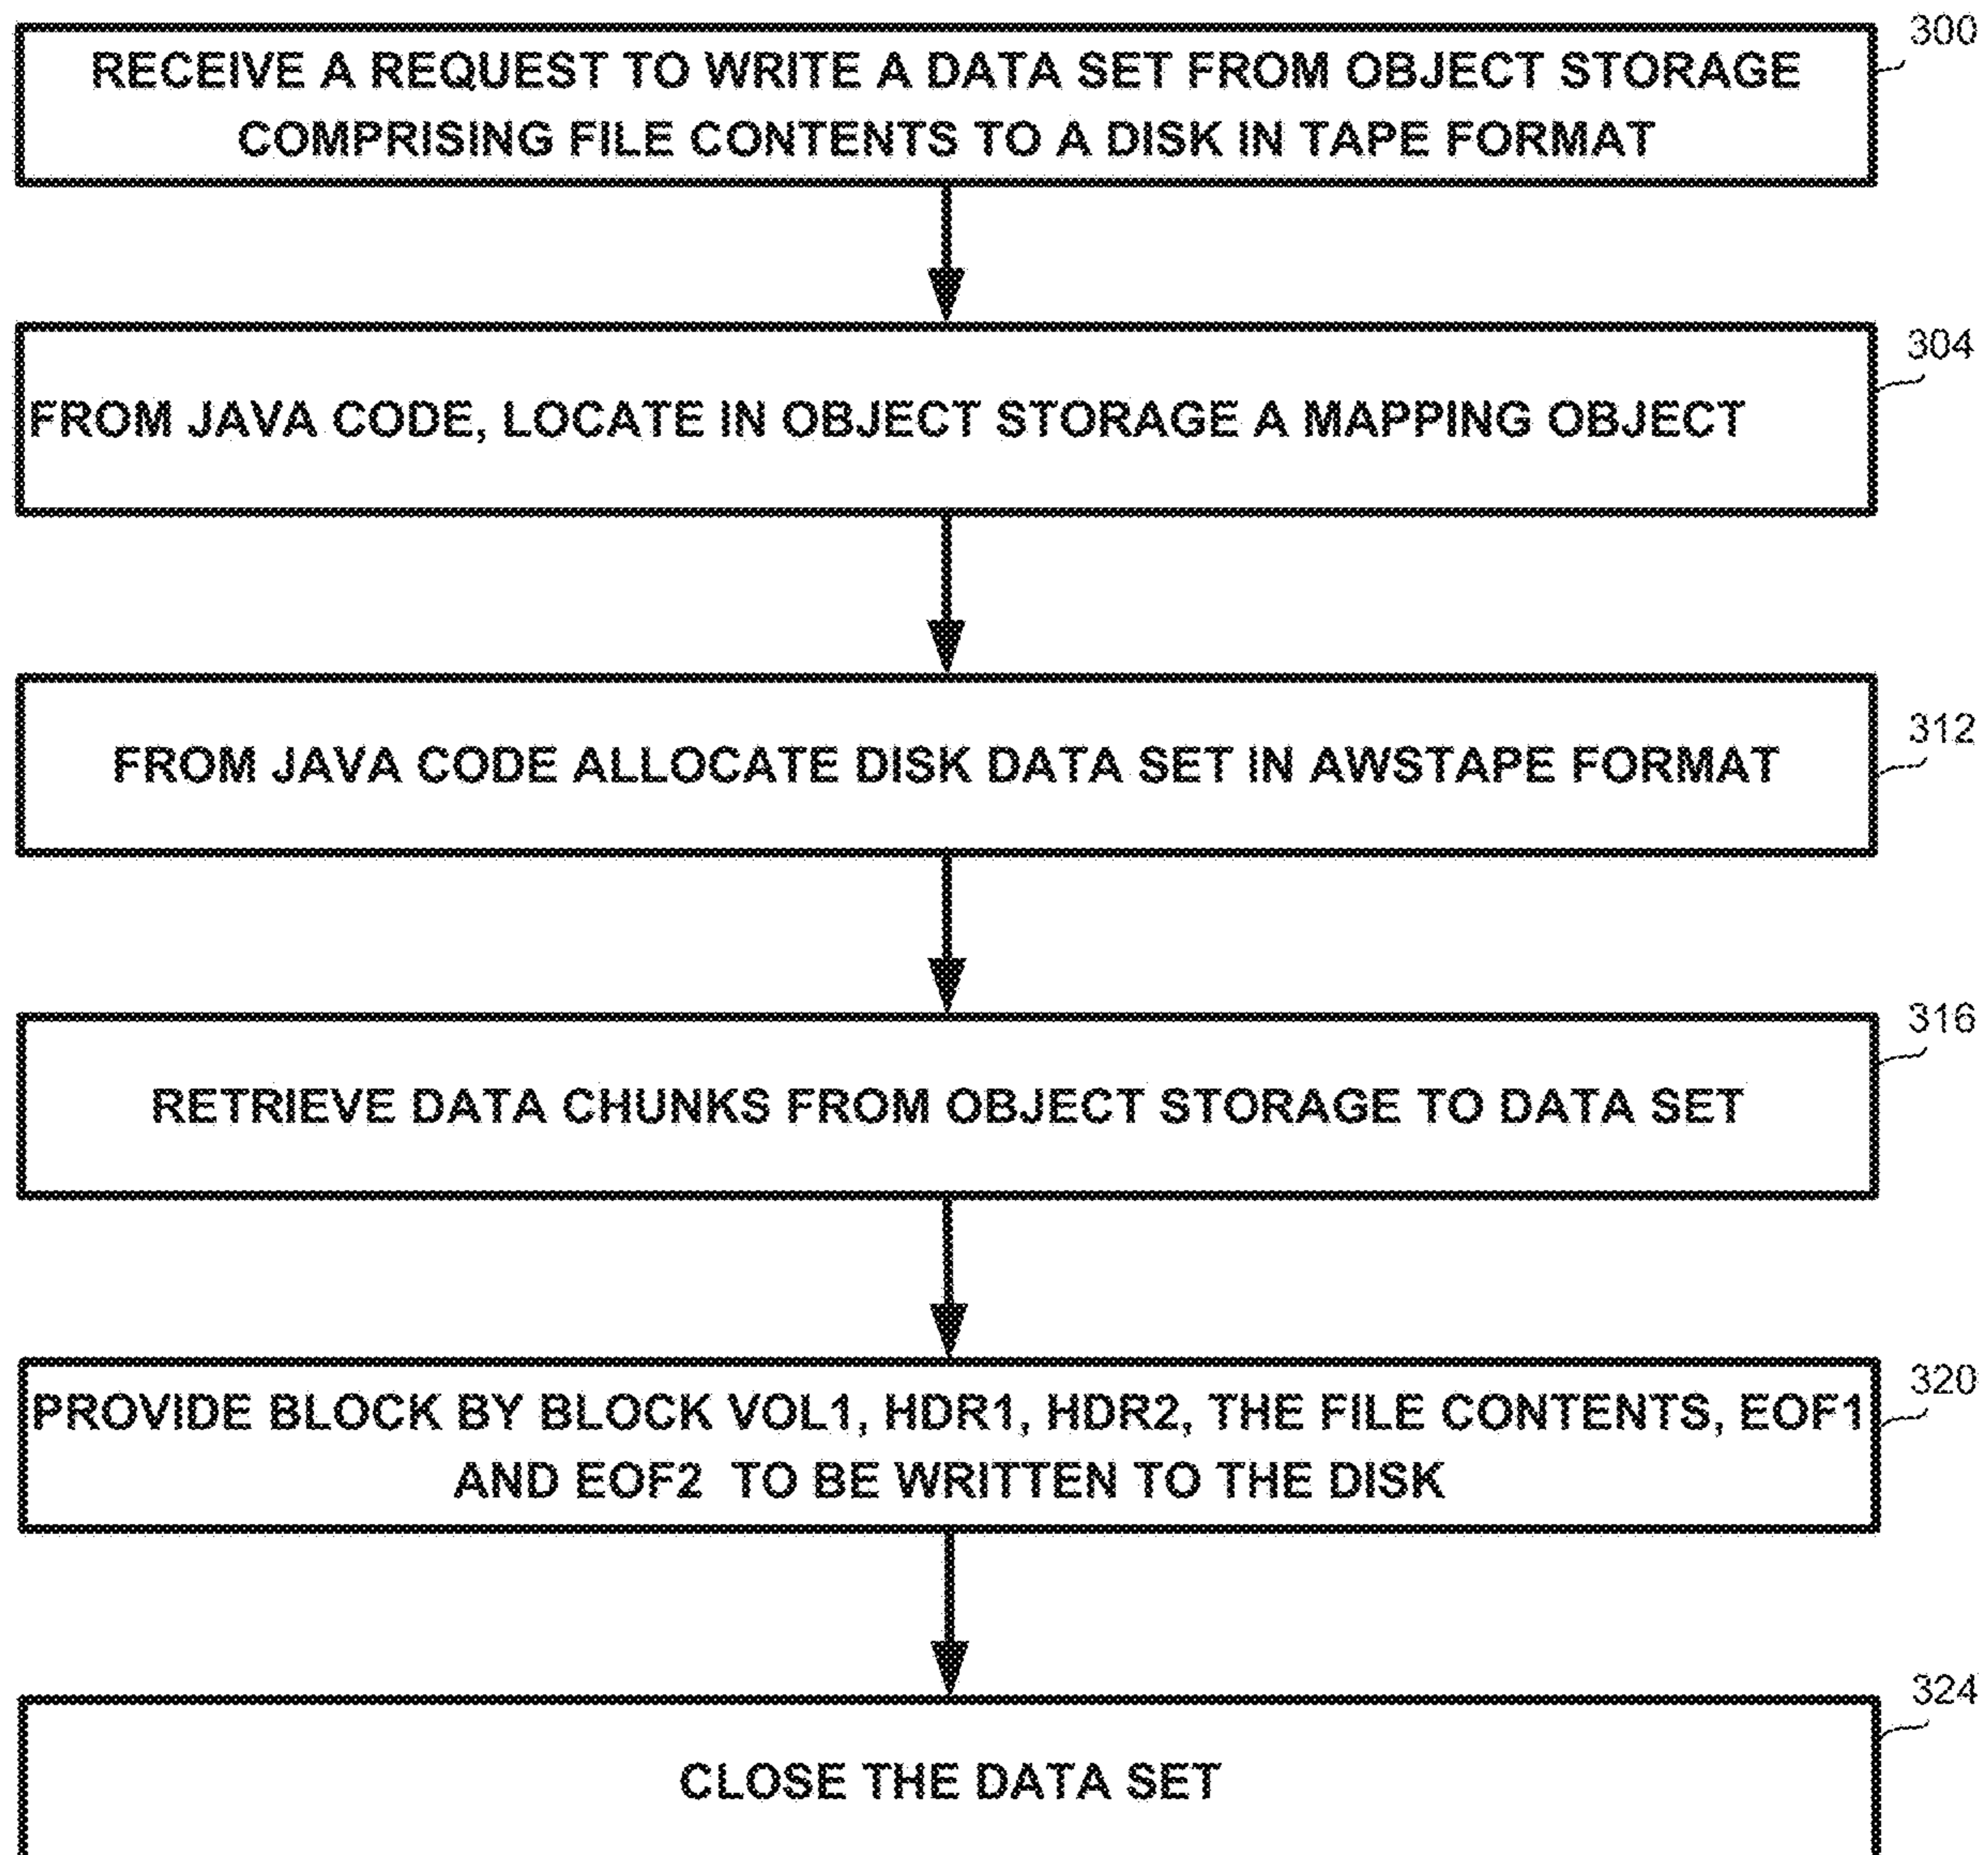 300
RECEIVE A REQUEST TO WRITE A DATA SET FROM OBJECT STORAGE
COMPRISING FILE CONTENTS TO A DISK IN TAPE FORMAT
304
FROM JAVA CODE, LOCATE IN OBJECT STORAGE A MAPPING OBJECT
312
FROM JAVA CODE ALLOCATE DISK DATA SET IN AWSTAPE FORMAT
316
RETRIEVE DATA CHUNKS FROM OBJECT STORAGE TO DATA SET
320
PROVIDE BLOCK BY BLOCK VOL1, HDR1, HDR2, THE FILE CONTENTS, EOF1
AND EOF2 TO BE WRITTEN TO THE DISK
324
CLOSE THE DATA SET